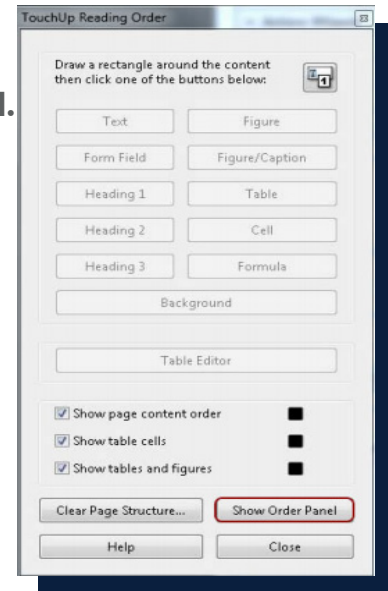 TouchUp Reading Order
Draw a rectangle around the content
then click one of the buttons below:
1
Text
Figure
Form Field
Figure/Caption
Heading 1
Table
Heading 2
Cell
Heading 3
Formula
Background
Table Editor
Show page content order
Show table cells
Show tables and figures
Clear Page Structure...
Show Order Panel
Help
Close